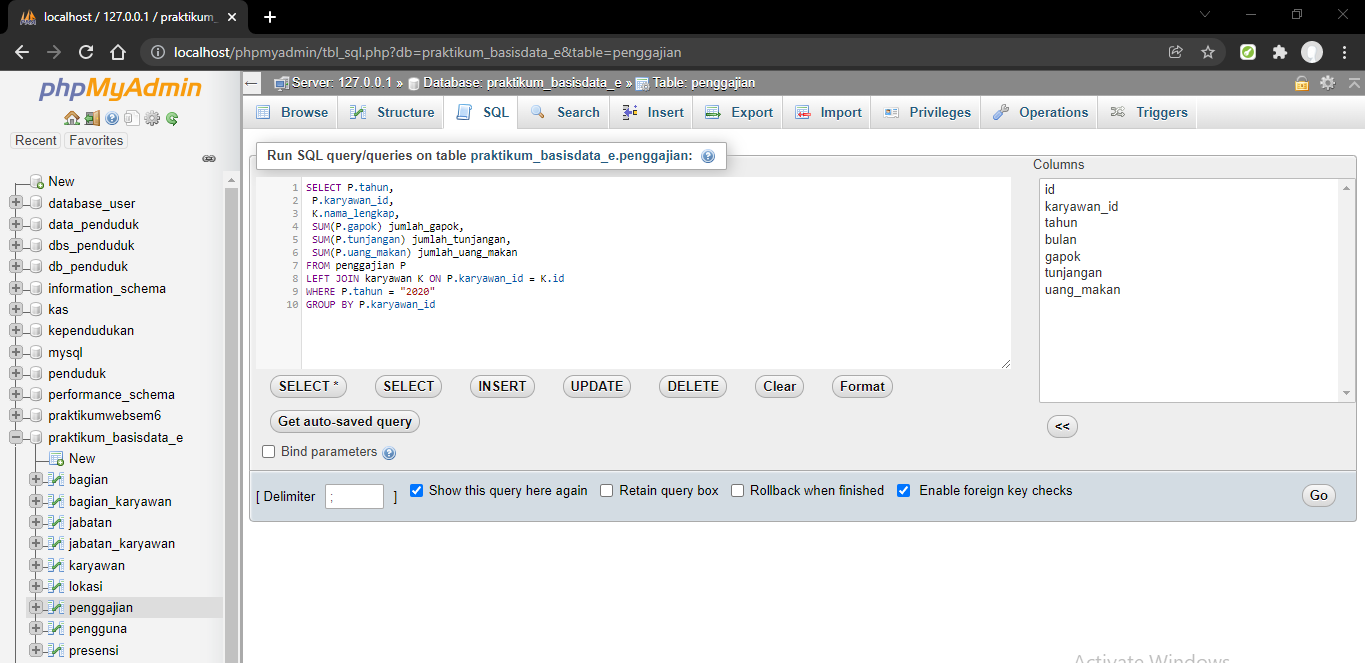 localhost / 127.0.0.1 / praktikum_
localhost/phpmyadmin/tbl_sql.php?db=praktikum_basisdata_e&table=penggajian
phpMyAdmin
Recent Favorites
New
database_user
data_penduduk
dbs_penduduk
db_penduduk
information_schema
kas
kependudukan
mysql
penduduk
performance_schema
praktikumwebsem6
praktikum_basisdata_e
New
bagian
bagian_karyawan
jabatan
jabatan_karyawan
karyawan
lokasi
penggajian
pengguna
presensi
Server: 127.0.0.1 » Database: praktikum_basisdata_e » Table: penggajian
Browse Structure SQL Search Insert Export Import Privileges Operations Triggers
Run SQL query/queries on table praktikum_basisdata_e.penggajian:
1 SELECT P.tahun,
2 P.karyawan_id,
3 K.nama_lengkap,
4 SUM(P.gapok) jumlah_gapok,
5 SUM(P.tunjangan) jumlah_tunjangan,
6 SUM(P.uang_makan) jumlah_uang_makan
7 FROM penggajian P
8 LEFT JOIN karyawan K ON P.karyawan_id = K.id
9 WHERE P.tahun = "2020"
10 GROUP BY P.karyawan_id
Columns
id
karyawan_id
tahun
bulan
gapok
tunjangan
uang_makan
<<
SELECT * SELECT INSERT UPDATE DELETE Clear Format
Get auto-saved query
Bind parameters
[ Delimiter ; ] Show this query here again Retain query box Rollback when finished Enable foreign key checks
Go
Activate Windows